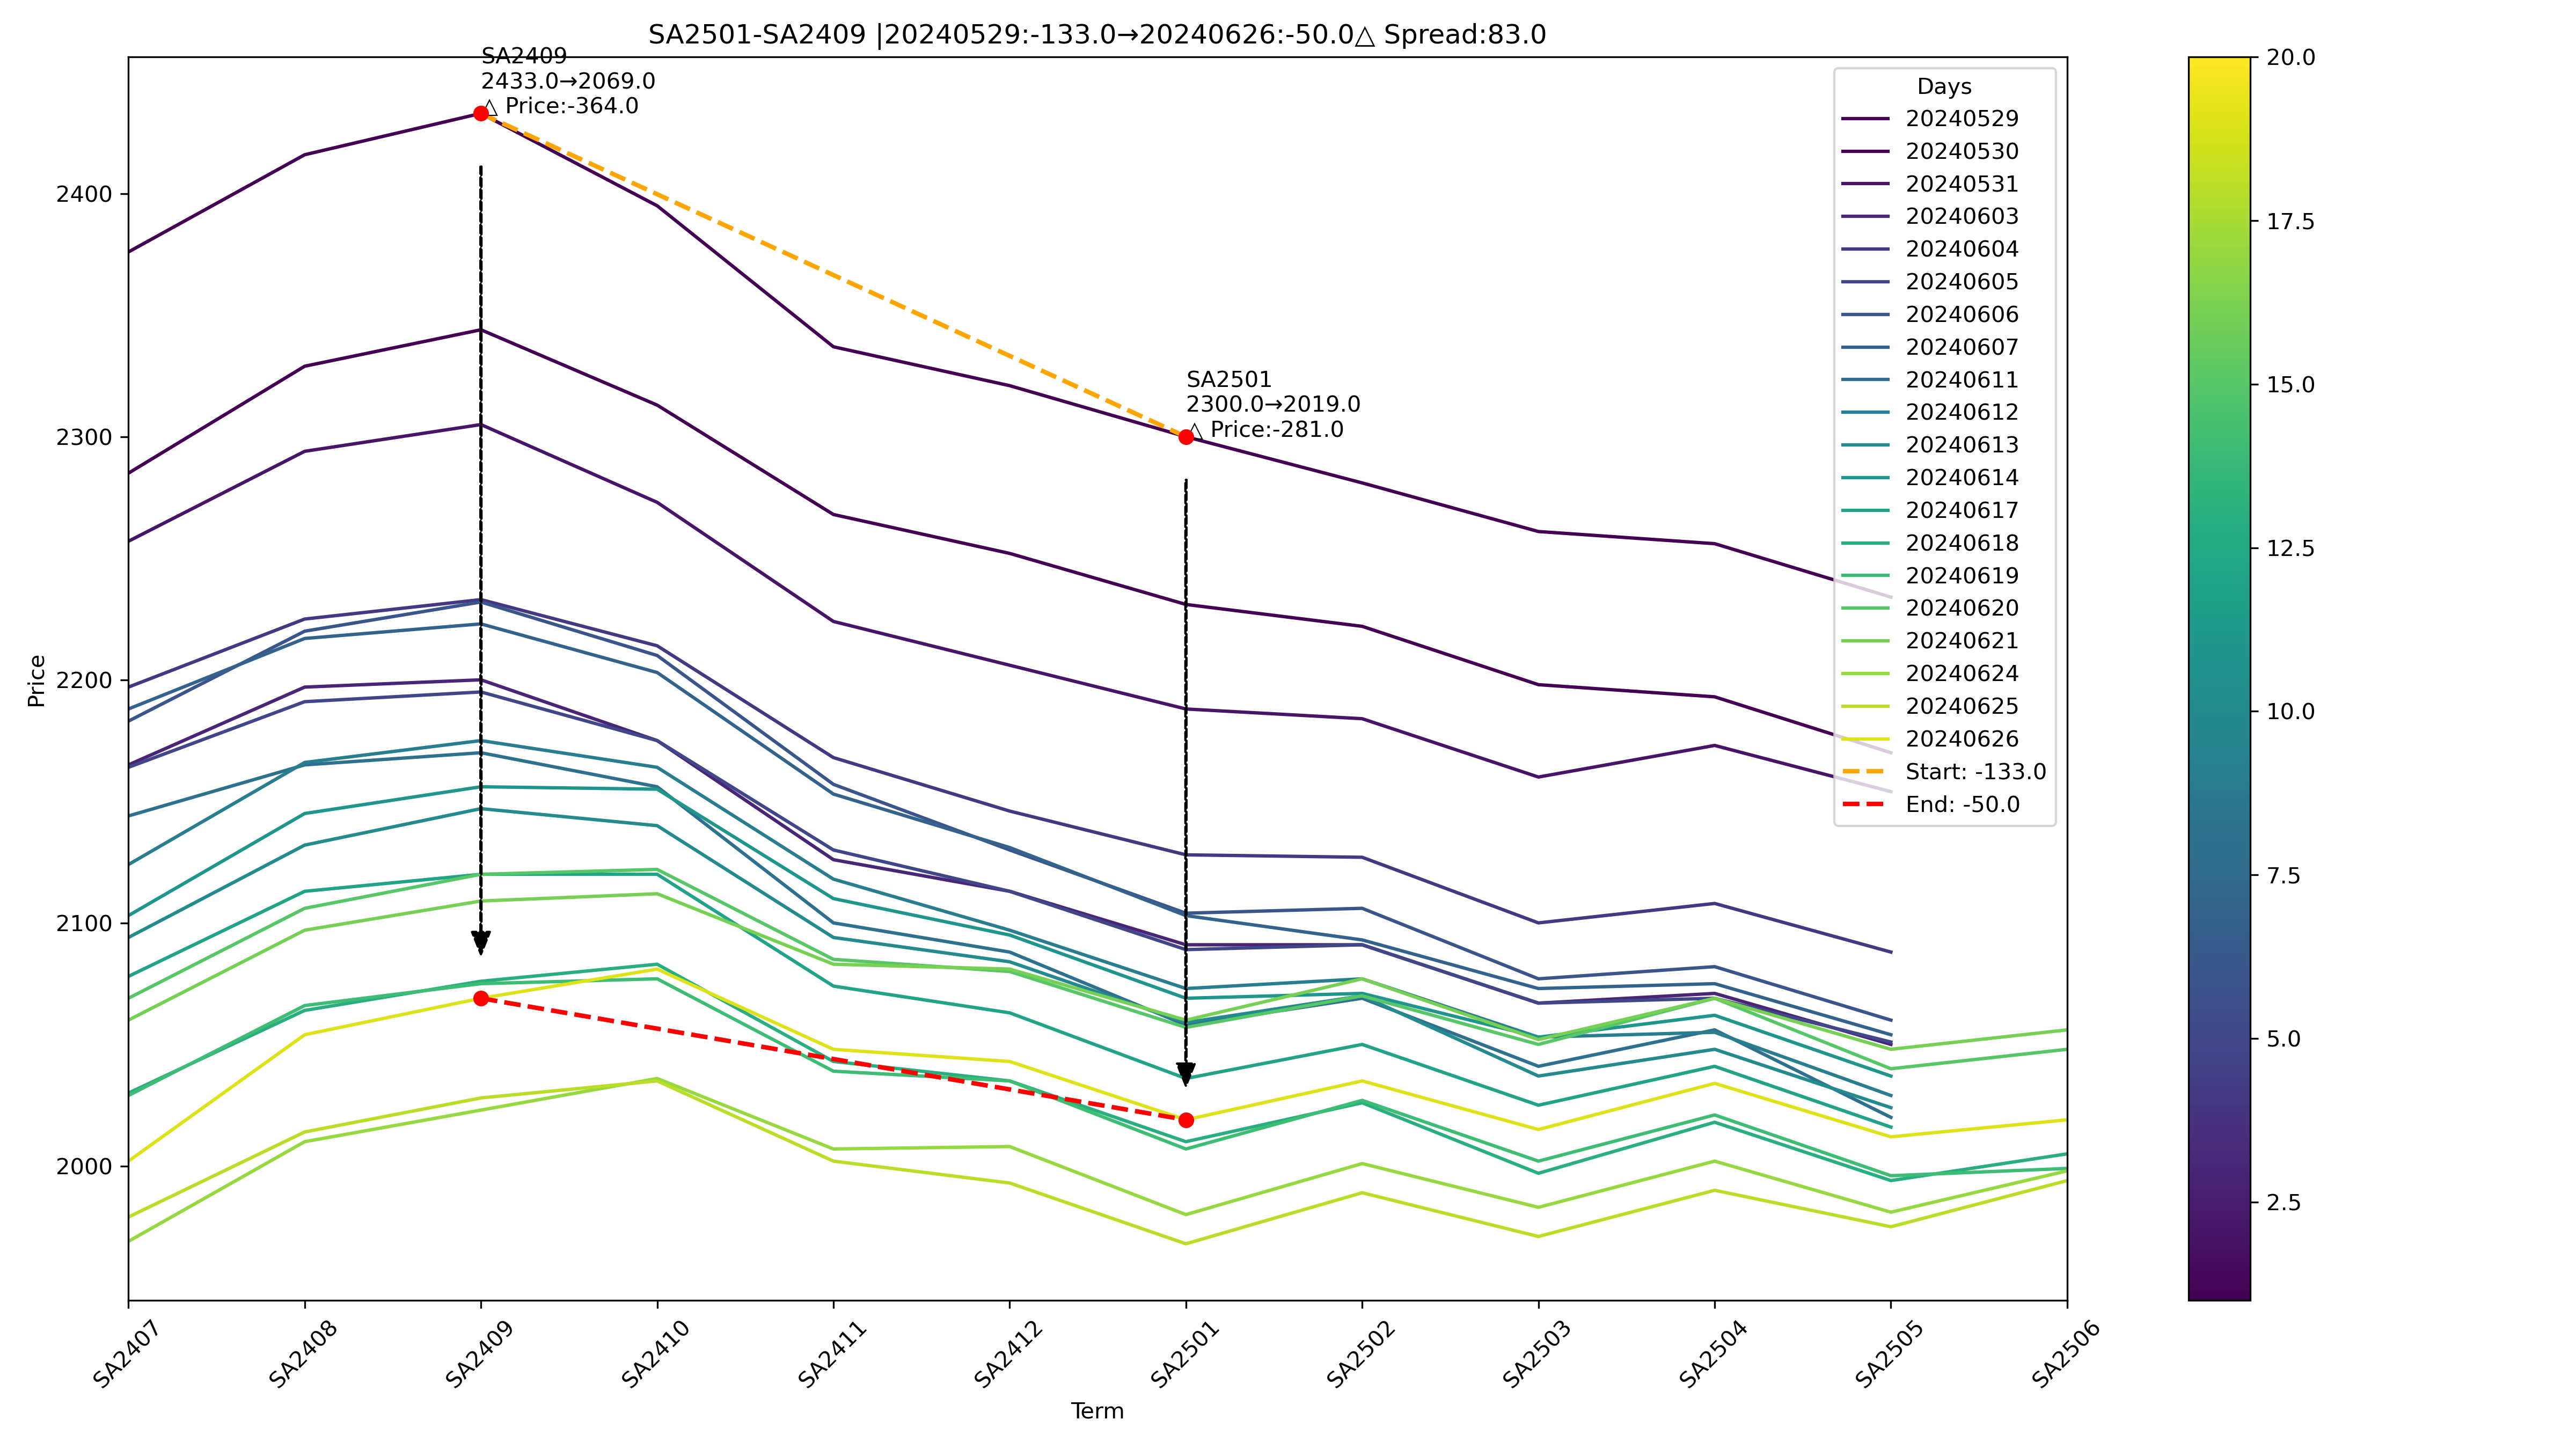 SA2501-SA2409 |20240529:-133.0→20240626:-50.0△ Spread:83.0
SA2409
2433.0→2069.0
△ Price:-364.0
SA2501
2300.0→2019.0
△ Price:-281.0
Days
20240529
20240530
20240531
20240603
20240604
20240605
20240606
20240607
20240611
20240612
20240613
20240614
20240617
20240618
20240619
20240620
20240621
20240624
20240625
20240626
Start: -133.0
End: -50.0
Price
2400
2300
2200
2100
2000
SA2407
SA2408
SA2409
SA2410
SA2411
SA2412
SA2501
SA2502
SA2503
SA2504
SA2505
SA2506
Term
20.0
17.5
15.0
12.5
10.0
7.5
5.0
2.5